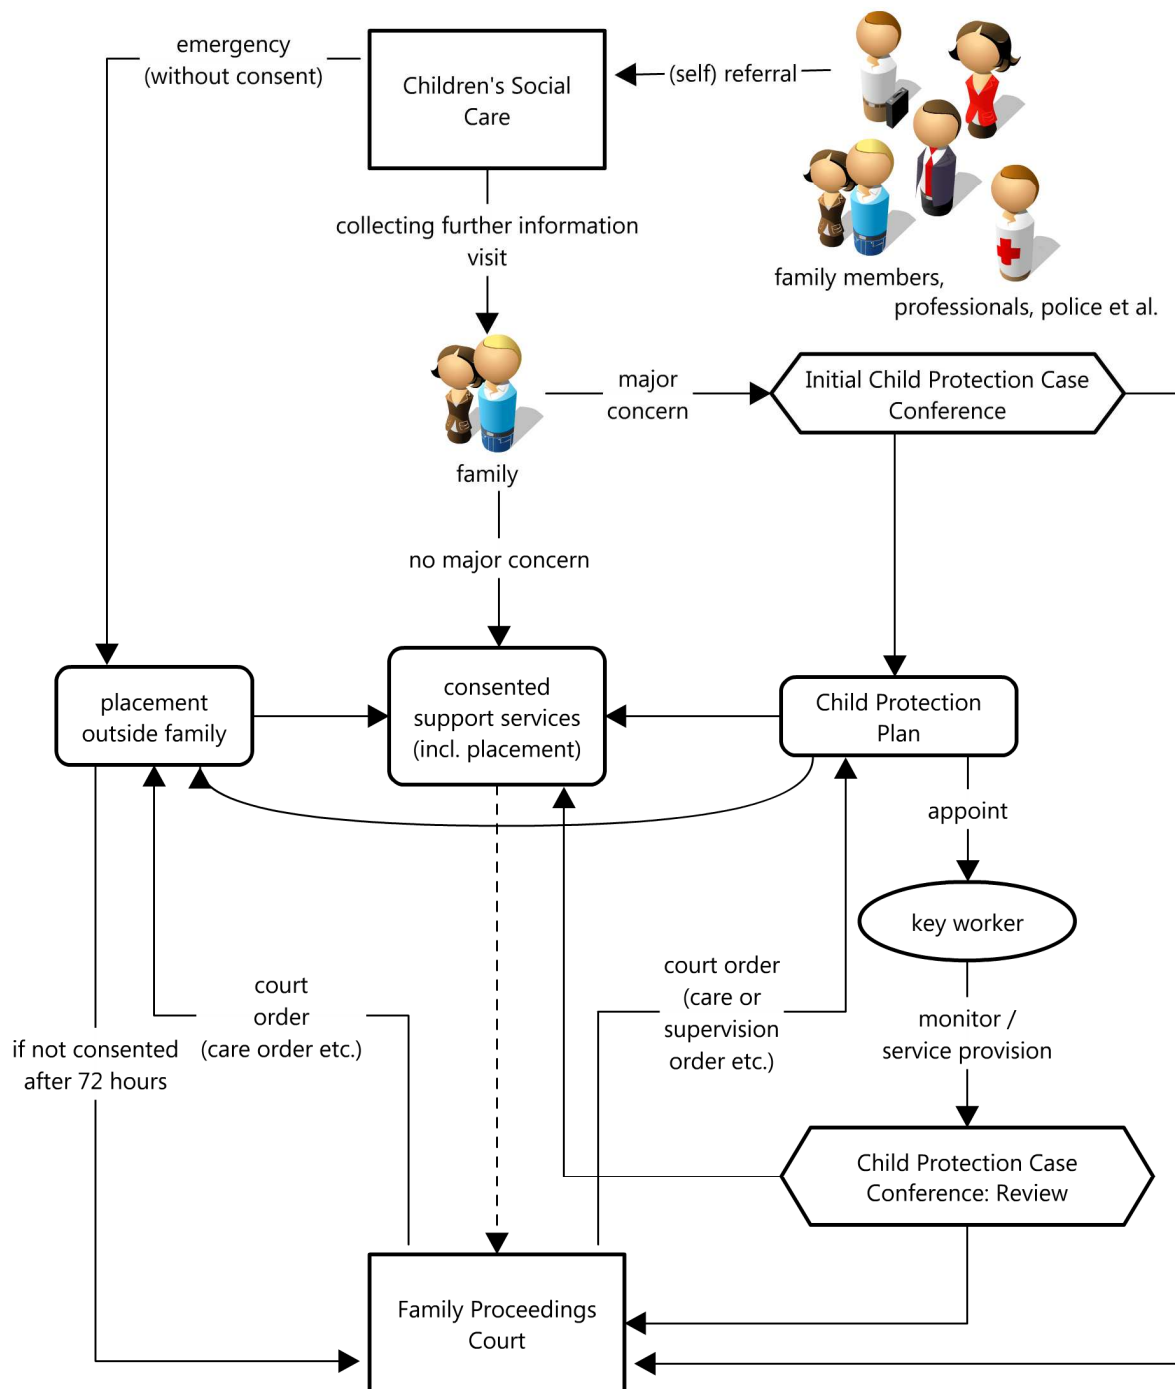 emergency
(without consent)
Children's Social
Care
(self) referral
collecting further information
visit
family members,
professionals, police et al.
family
major
concern
Initial Child Protection Case
Conference
no major concern
placement
outside family
consented
support services
(incl. placement)
Child Protection
Plan
appoint
key worker
court
order
(care order etc.)
court order
(care or
supervision
order etc.)
monitor /
service provision
if not consented
after 72 hours
Child Protection Case
Conference: Review
Family Proceedings
Court